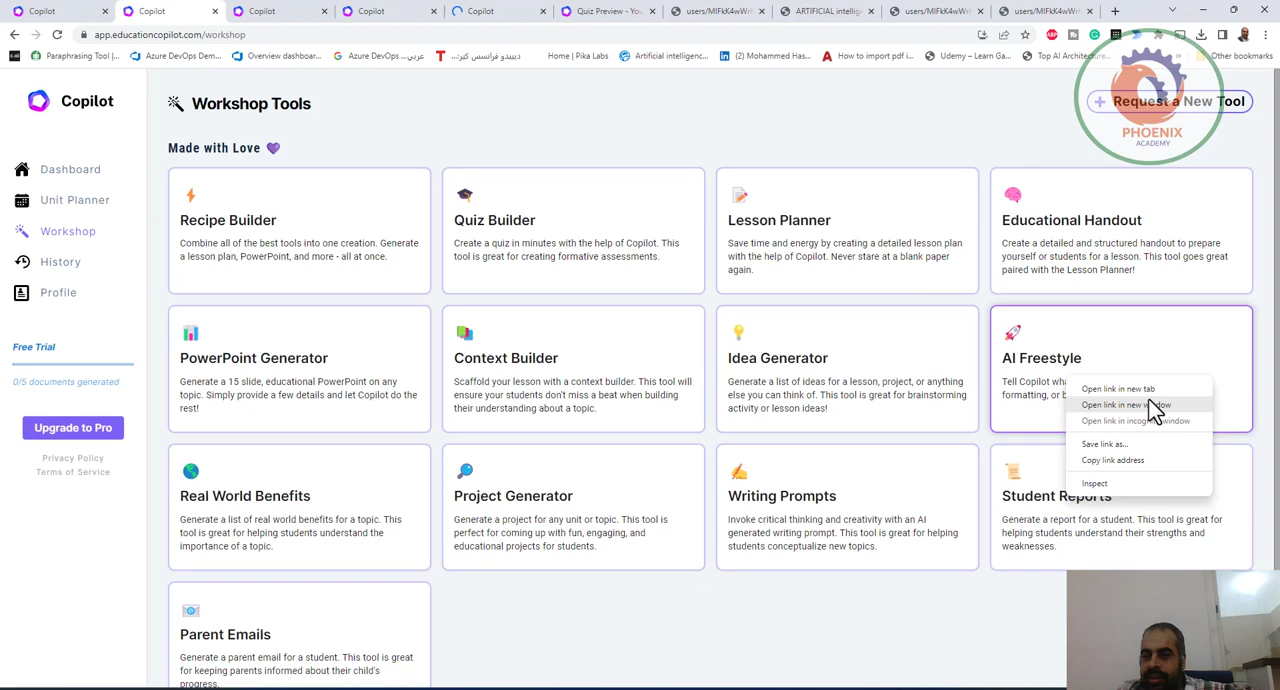 Copilot
Copilot
Copilot
Copilot
Copilot
Quiz Preview - You
users/MIFkK4wWr
ARTIFICIAL intellige
users/MIFkK4wWr
users/MIFkK4wWr
app.educationcopilot.com/workshop
Paraphrasing Tool |
Azure DevOps Dem...
Overview dashboar...
Azure DevOps عربي...
ديبيدو فرانسس كيز...
Home | Pika Labs
Artificial intelligenc...
(2) Mohammed Has...
How to import pdf i...
Udemy – Learn Ga...
Top AI Architecture...
Other bookmarks
Copilot
Workshop Tools
Request a New Tool
PHOENIX
ACADEMY
Made with Love
Dashboard
Unit Planner
Workshop
History
Profile
Free Trial
0/5 documents generated
Upgrade to Pro
Privacy Policy
Terms of Service
Recipe Builder
Combine all of the best tools into one creation. Generate
a lesson plan, PowerPoint, and more - all at once.
Quiz Builder
Create a quiz in minutes with the help of Copilot. This
tool is great for creating formative assessments.
Lesson Planner
Save time and energy by creating a detailed lesson plan
with the help of Copilot. Never stare at a blank paper
again.
Educational Handout
Create a detailed and structured handout to prepare
yourself or students for a lesson. This tool goes great
paired with the Lesson Planner!
PowerPoint Generator
Generate a 15 slide, educational PowerPoint on any
topic. Simply provide a few details and let Copilot do the
rest!
Context Builder
Scaffold your lesson with a context builder. This tool will
ensure your students don't miss a beat when building
their understanding about a topic.
Idea Generator
Generate a list of ideas for a lesson, project, or anything
else you can think of. This tool is great for brainstorming
activity or lesson ideas!
AI Freestyle
Tell Copilot wha
formatting, or b
Open link in new tab
Open link in new window
Open link in incognito window
Save link as...
Copy link address
Inspect
Real World Benefits
Generate a list of real world benefits for a topic. This
tool is great for helping students understand the
importance of a topic.
Project Generator
Generate a project for any unit or topic. This tool is
perfect for coming up with fun, engaging, and
educational projects for students.
Writing Prompts
Invoke critical thinking and creativity with an AI
generated writing prompt. This tool is great for helping
students conceptualize new topics.
Student Reports
Generate a report for a student. This tool is great for
helping students understand their strengths and
weaknesses.
Parent Emails
Generate a parent email for a student. This tool is great
for keeping parents informed about their child's
progress.